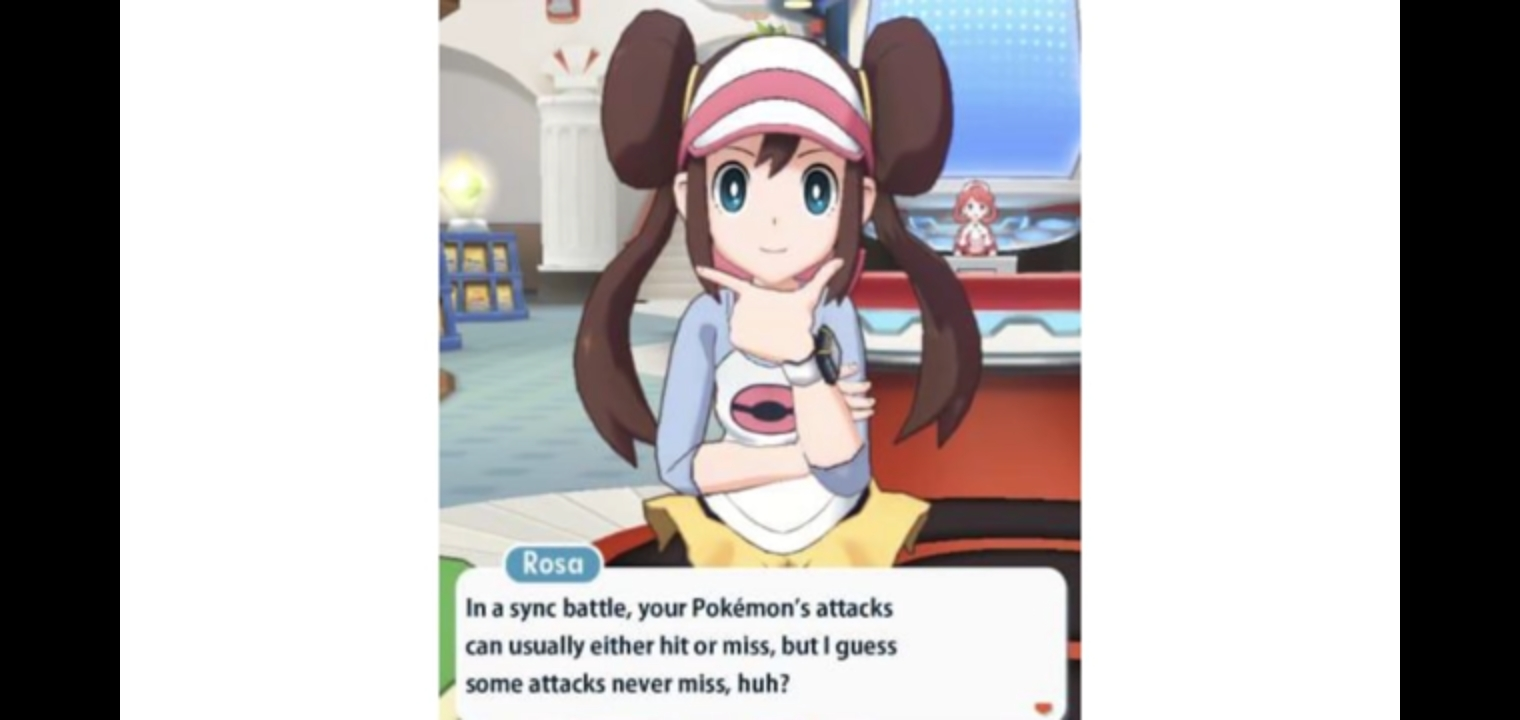 Rosa
In a sync battle, your Pokémon's attacks
can usually either hit or miss, but I guess
some attacks never miss, huh?